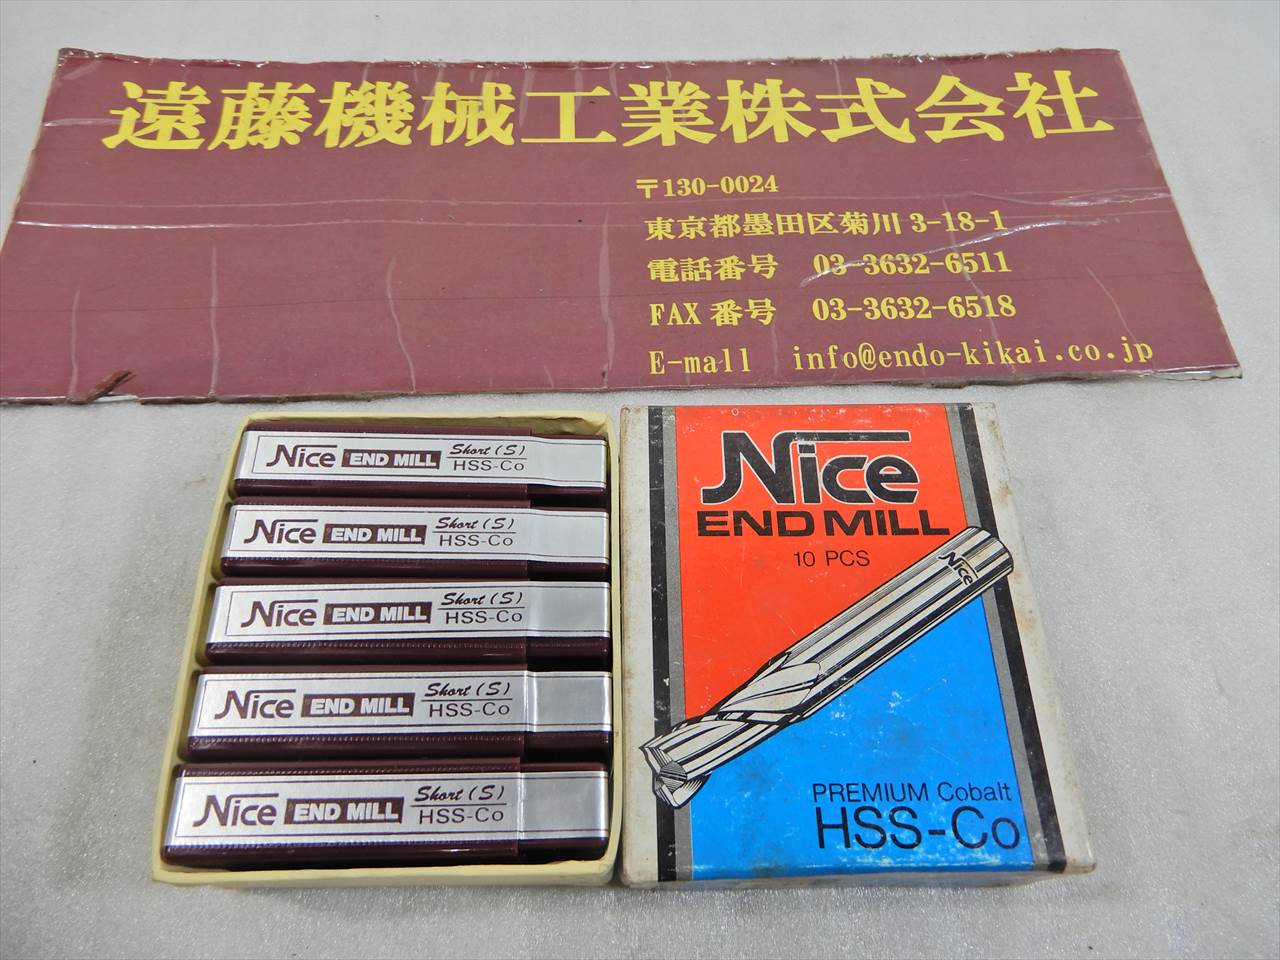 遠藤機械工業株式会社
〒130-0024
東京都墨田区菊川 3-18-1
電話番号 03-3632-6511
FAX 番号 03-3632-6518
E-mall info@endo-kikai.co.jp
Nice END MILL Short (S) HSS-Co
Nice END MILL Short (S) HSS-Co
Nice END MILL Short (S) HSS-Co
Nice END MILL Short (S) HSS-Co
Nice END MILL Short (S) HSS-Co
Nice
END MILL
10 PCS
Nice
PREMIUM Cobalt
HSS-Co